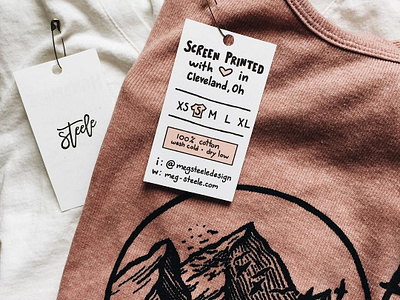 Steele
SCREEN PRINTED
with in
Cleveland, Oh
XS S M L XL
100% cotton
wash cold • dry low
i: @megsteeledesign
w: meg-steele.com